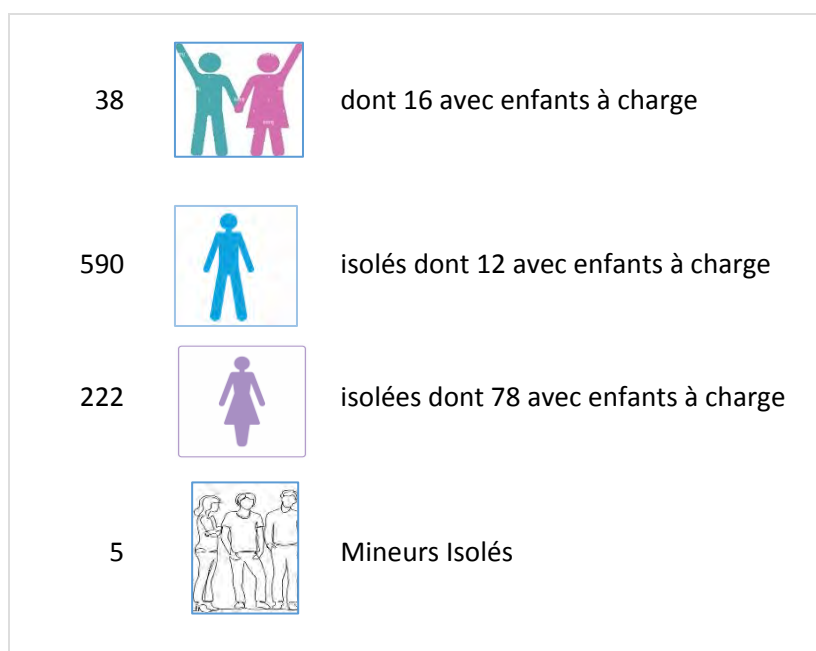 38 dont 16 avec enfants à charge
590 isolés dont 12 avec enfants à charge
222 isolées dont 78 avec enfants à charge
5 Mineurs Isolés